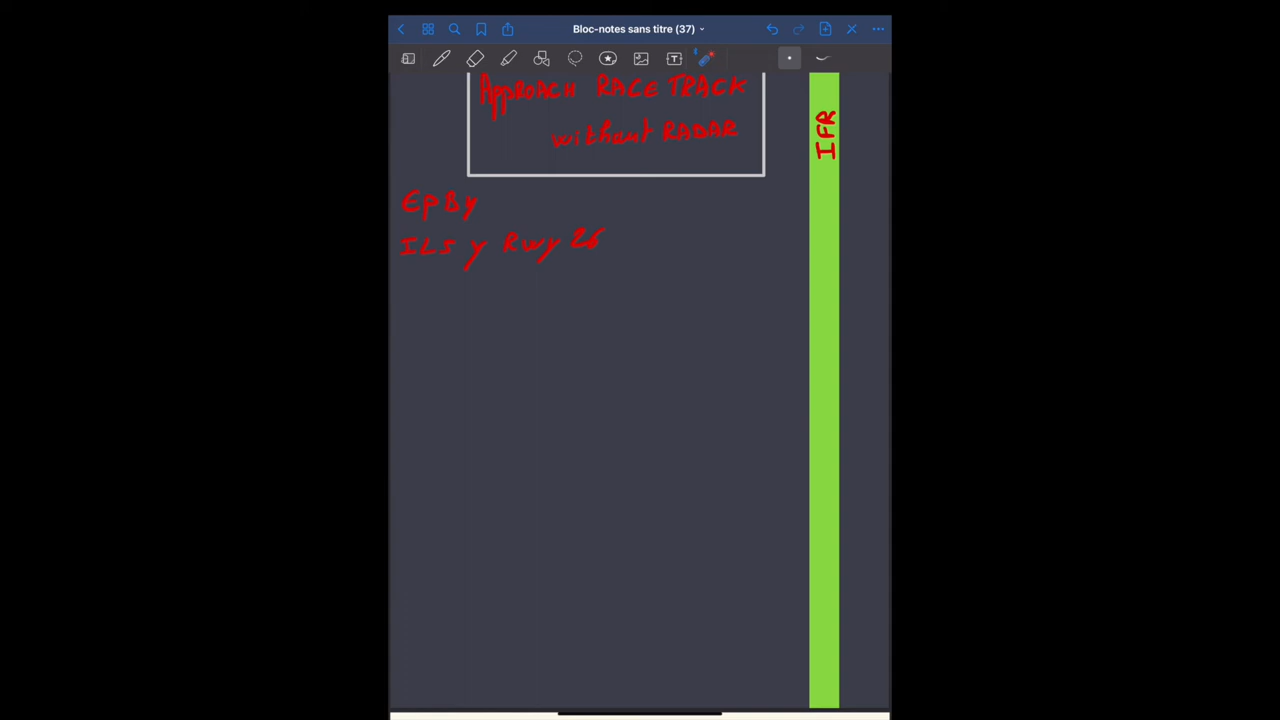 Bloc-notes sans titre (37)
APPROACH RACE TRACK
without RADAR
IFR
EpBy
ILS y Rwy 26